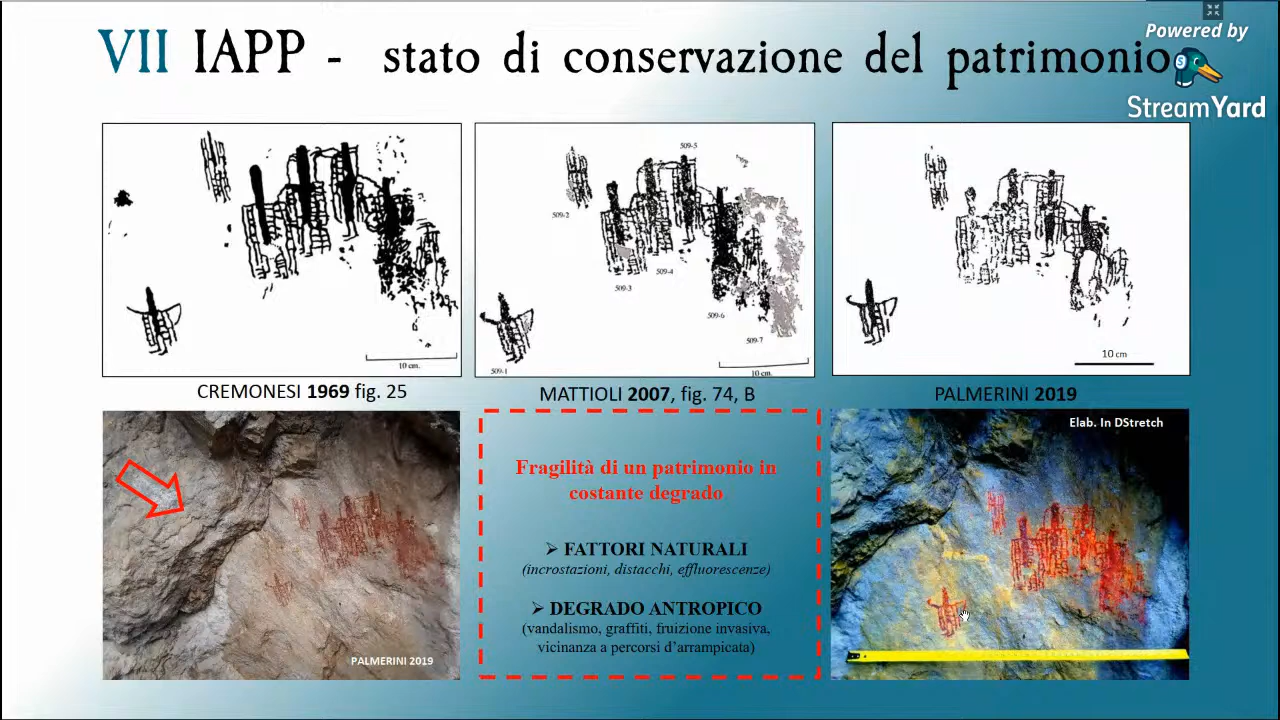 VII IAPP - stato di conservazione del patrimonio
Powered by
StreamYard
509-5
509-2
509-4
509-3
509-6
509-7
509-1
10 cm.
10 cm.
10 cm
CREMONESI 1969 fig. 25
MATTIOLI 2007, fig. 74, B
PALMERINI 2019
PALMERINI 2019
Fragilità di un patrimonio in
costante degrado
➢ FATTORI NATURALI
(incrostazioni, distacchi, effluorescenze)
➢ DEGRADO ANTROPICO
(vandalismo, graffiti, fruizione invasiva,
vicinanza a percorsi d'arrampicata)
Elab. In DStretch